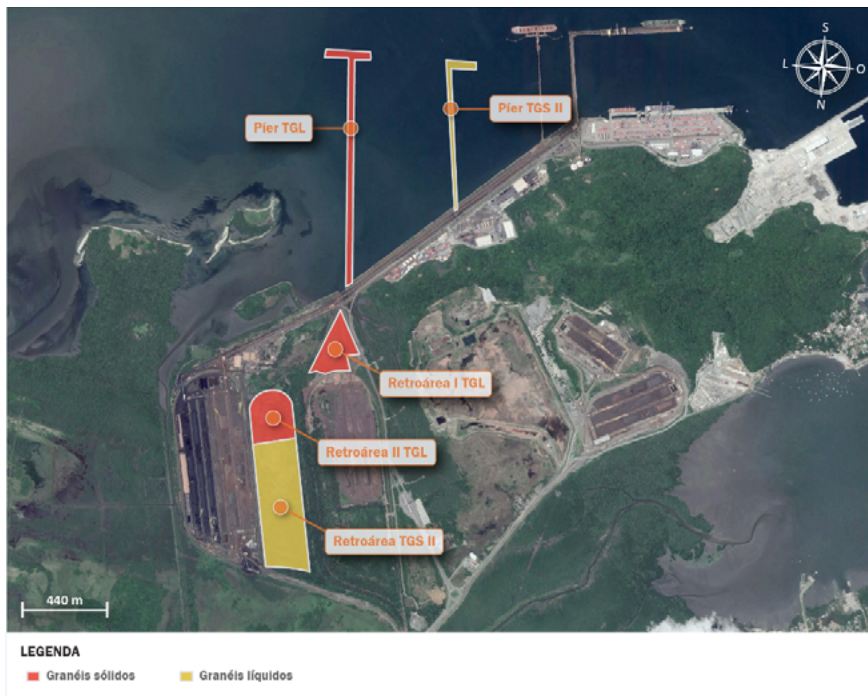 S
L
O
N
Píer TGL
Píer TGS II
Retroárea I TGL
Retroárea II TGL
Retroárea TGS II
440 m
LEGENDA
Granéis sólidos
Granéis líquidos